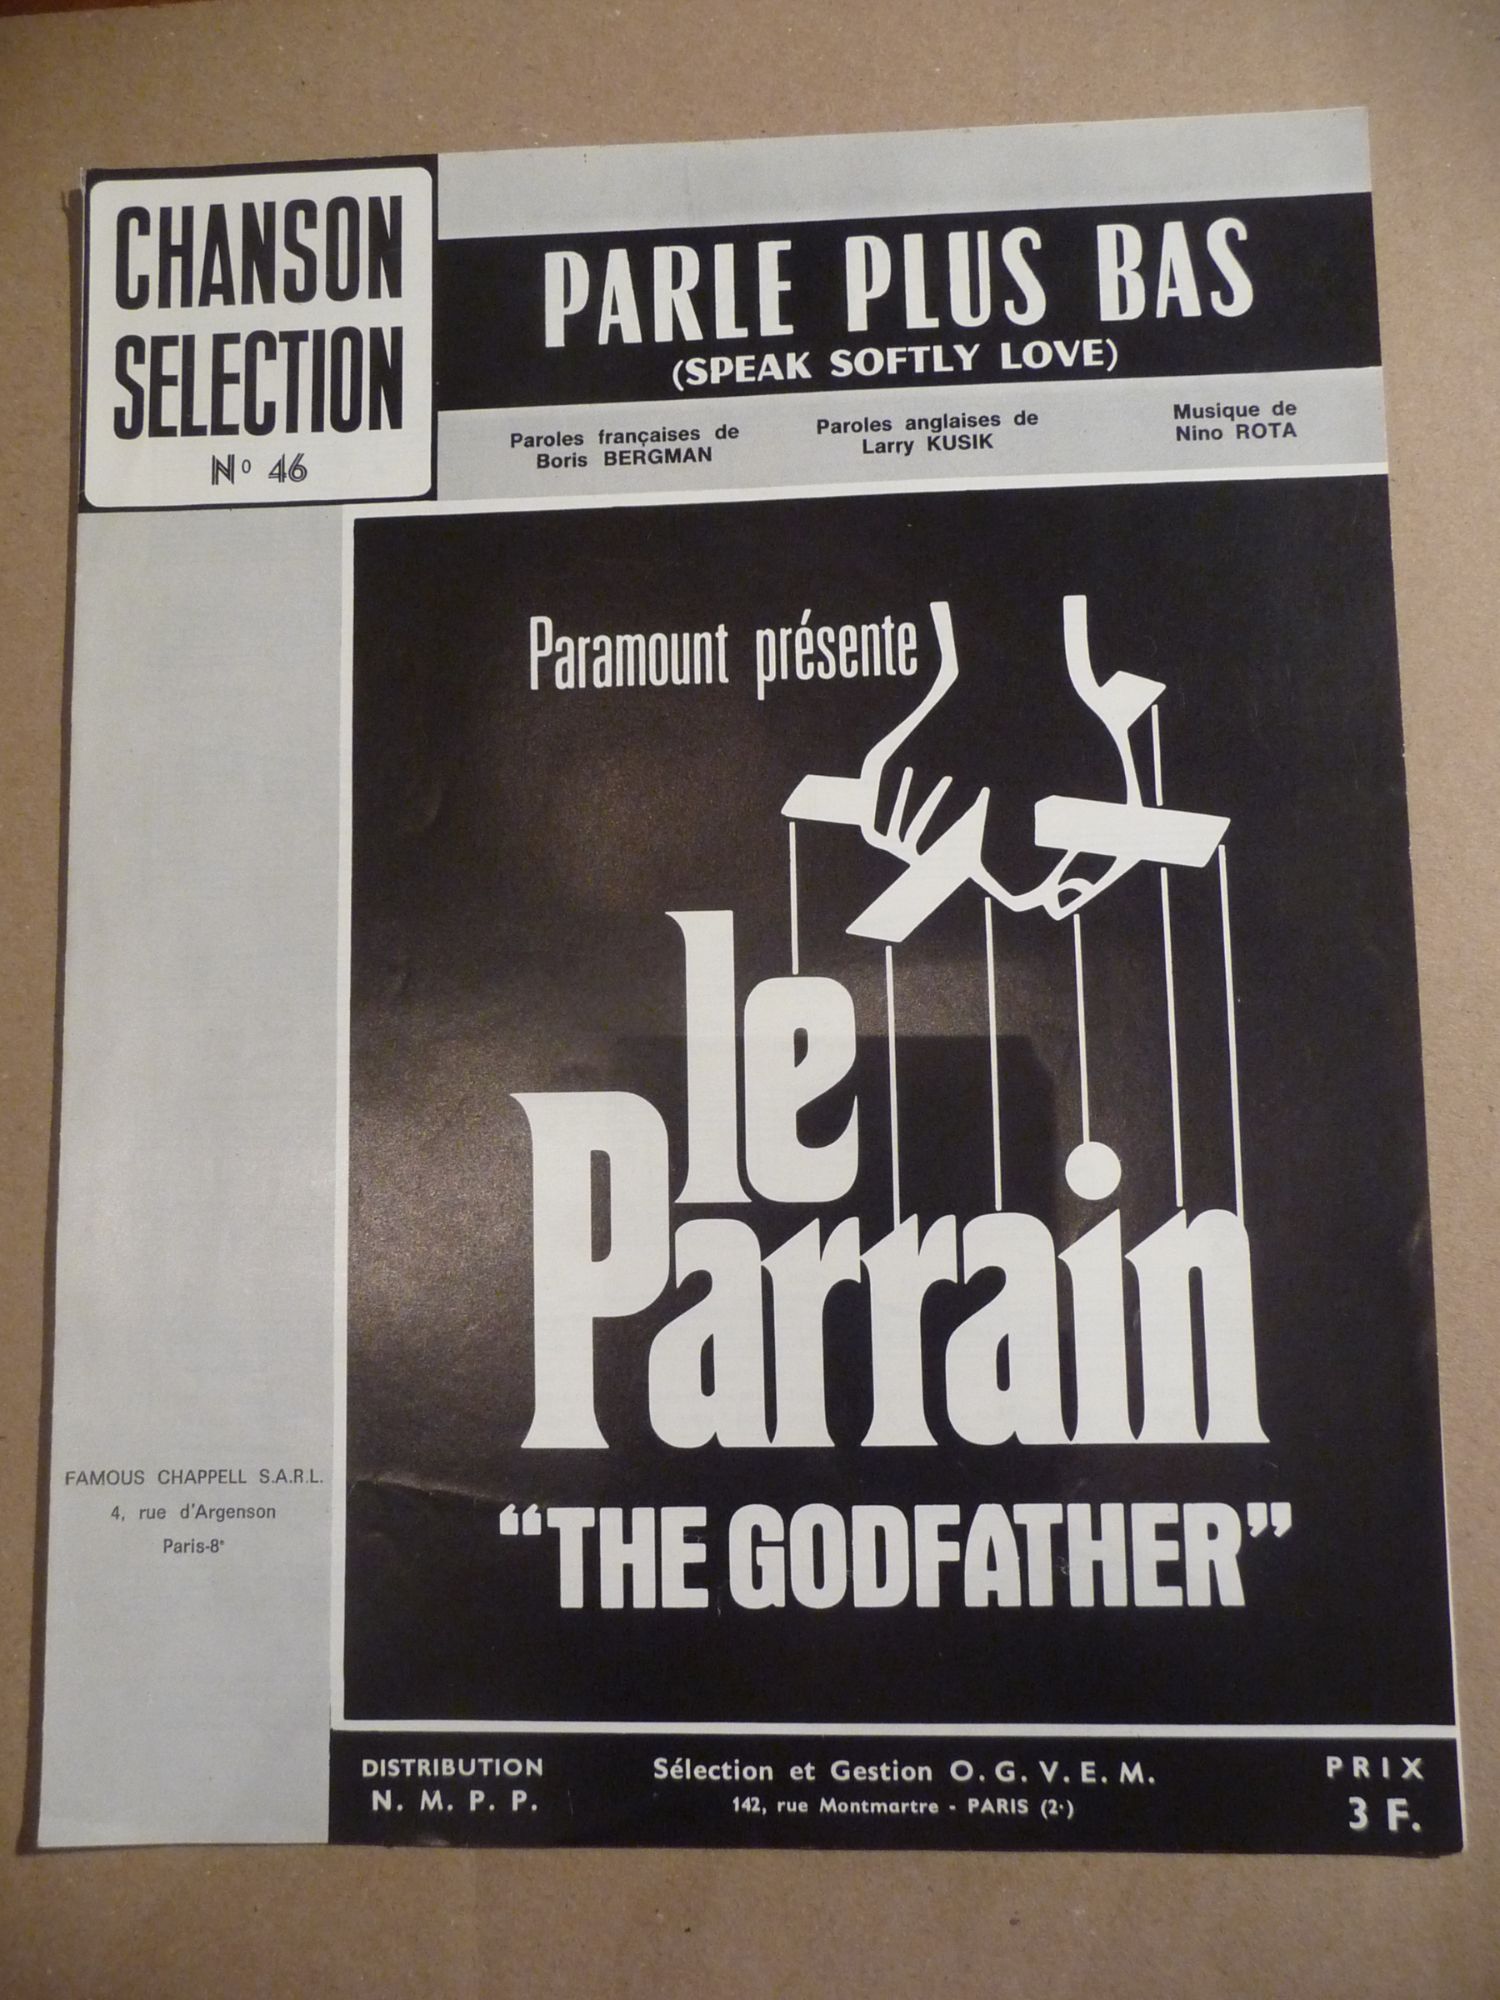 CHANSON
SELECTION
Nº 46
PARLE PLUS BAS
(SPEAK SOFTLY LOVE)
Paroles françaises de
Boris BERGMAN
Paroles anglaises de
Larry KUSIK
Musique de
Nino ROTA
Paramount présente
le
Parrain
“THE GODFATHER”
FAMOUS CHAPPELL S.A.R.L.
4, rue d'Argenson
Paris-8e
DISTRIBUTION
N. M. P. P.
Sélection et Gestion O. G. V. E. M.
142, rue Montmartre - PARIS (2e)
PRIX
3 F.